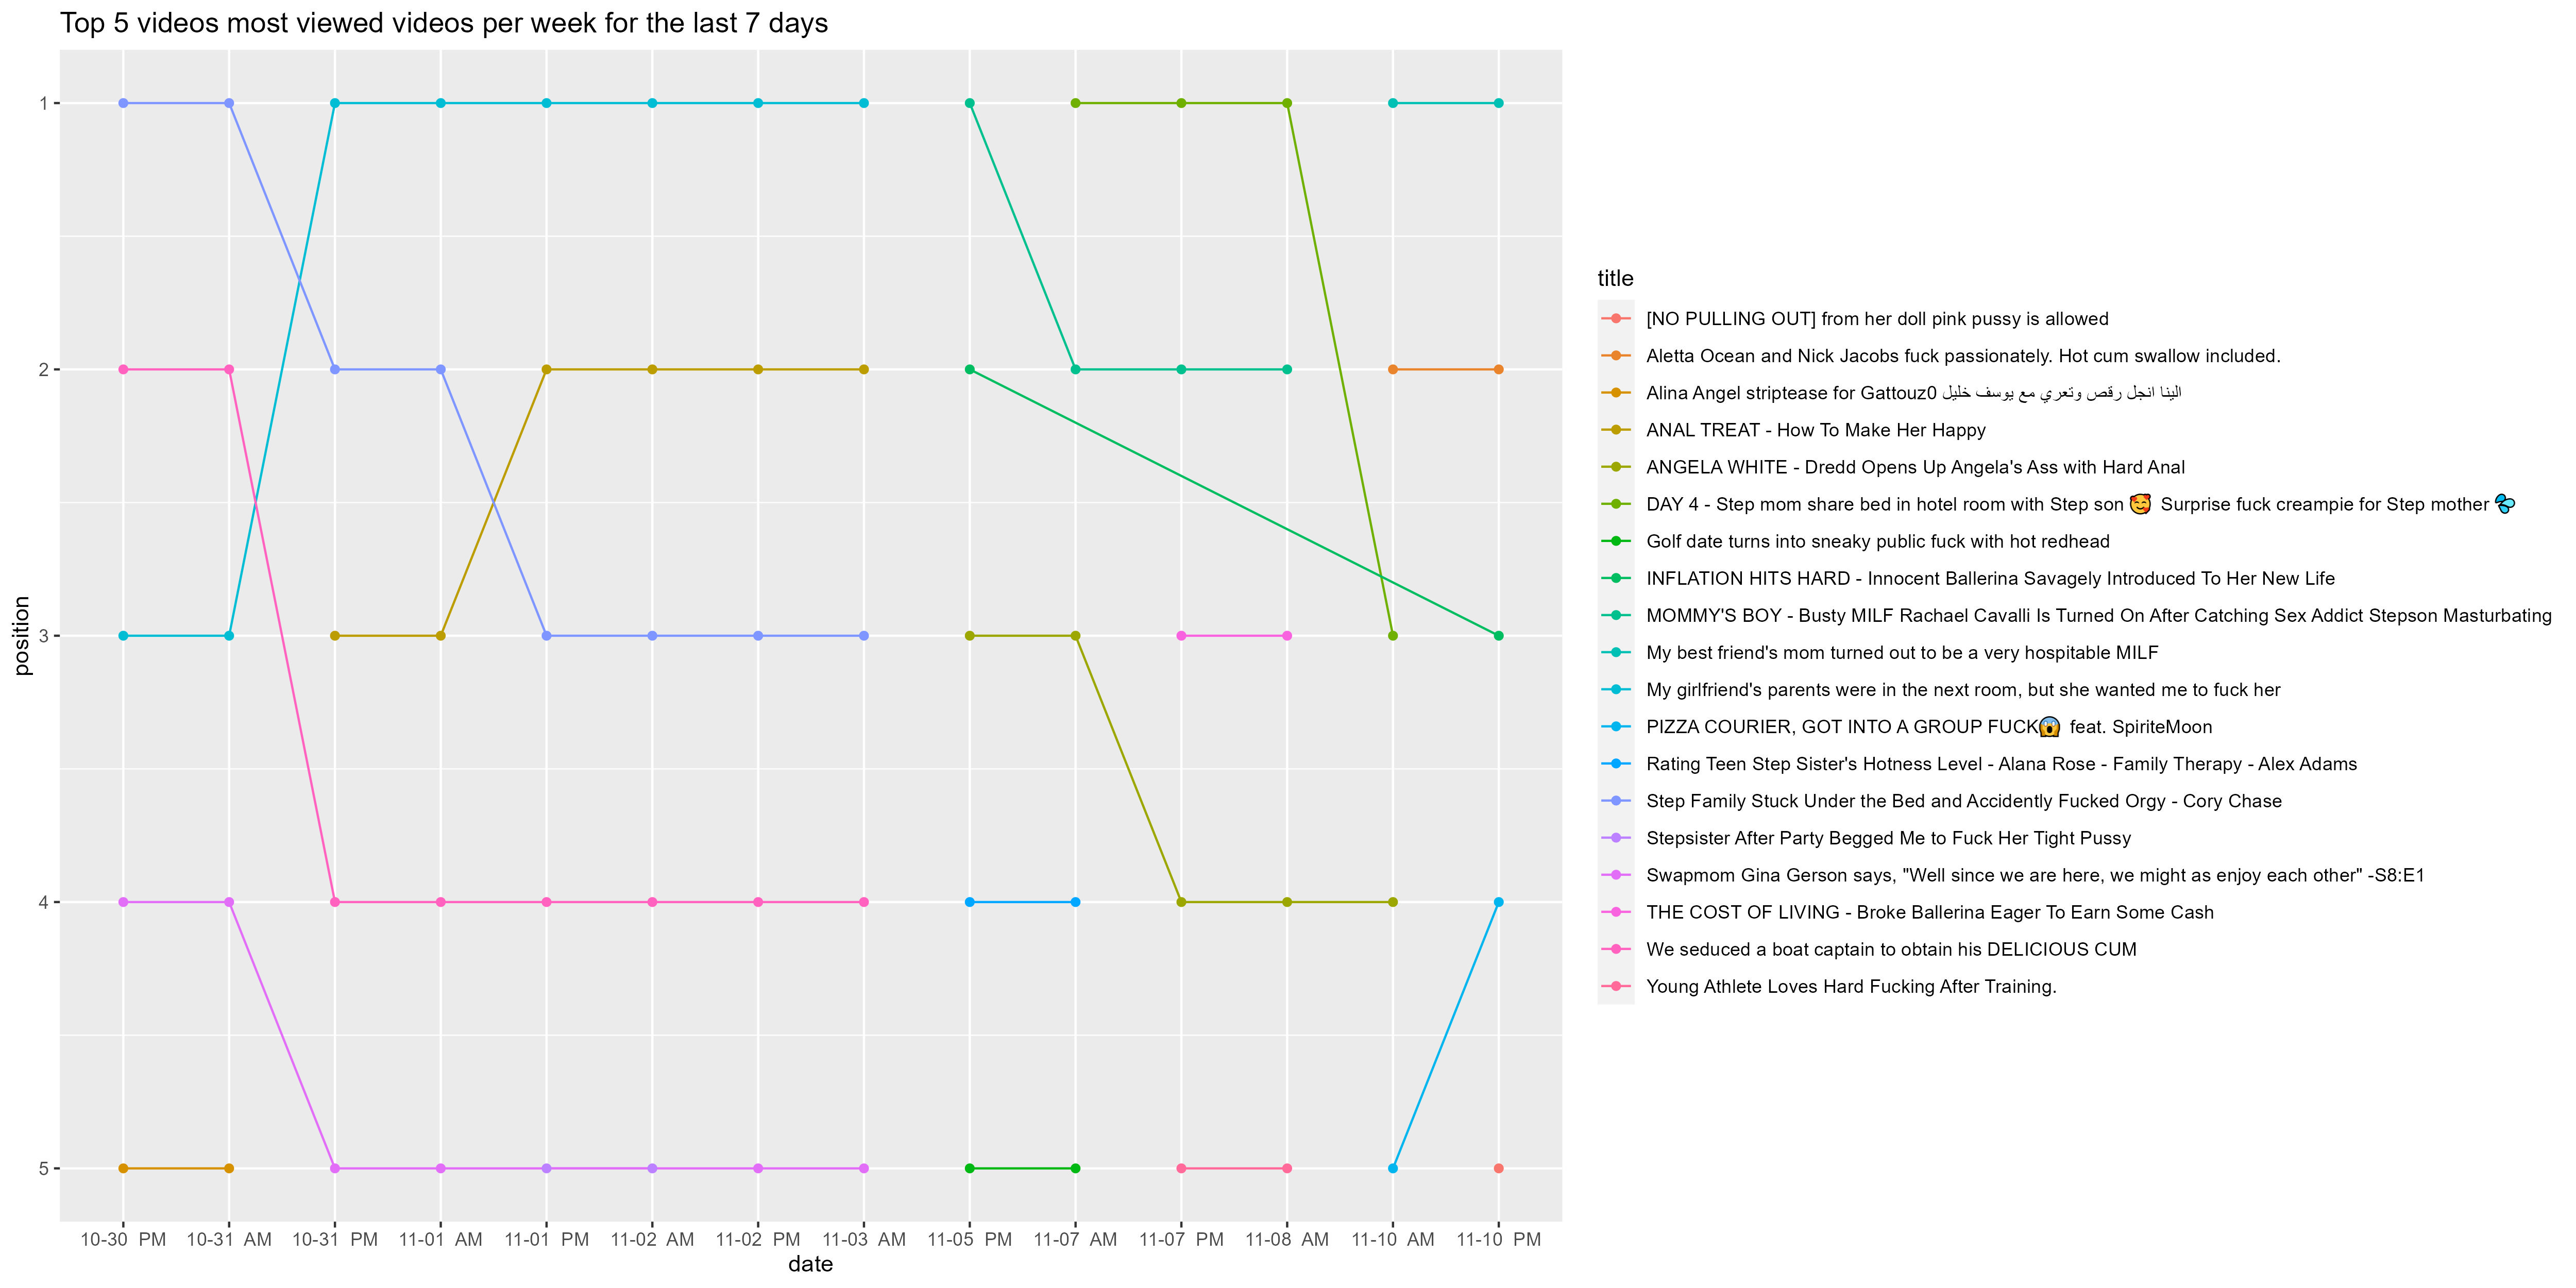 Top 5 videos most viewed videos per week for the last 7 days
position
1
2
3
4
5
10-30 PM
10-31 AM
10-31 PM
11-01 AM
11-01 PM
11-02 AM
11-02 PM
11-03 AM
11-05 PM
11-07 AM
11-07 PM
11-08 AM
11-10 AM
11-10 PM
date
title
[NO PULLING OUT] from her doll pink pussy is allowed
Aletta Ocean and Nick Jacobs fuck passionately. Hot cum swallow included.
Alina Angel striptease for Gattouz0 الينا انجل رقص وتعري مع يوسف خليل
ANAL TREAT - How To Make Her Happy
ANGELA WHITE - Dredd Opens Up Angela's Ass with Hard Anal
DAY 4 - Step mom share bed in hotel room with Step son 🥰 Surprise fuck creampie for Step mother 💦
Golf date turns into sneaky public fuck with hot redhead
INFLATION HITS HARD - Innocent Ballerina Savagely Introduced To Her New Life
MOMMY'S BOY - Busty MILF Rachael Cavalli Is Turned On After Catching Sex Addict Stepson Masturbating
My best friend's mom turned out to be a very hospitable MILF
My girlfriend's parents were in the next room, but she wanted me to fuck her
PIZZA COURIER, GOT INTO A GROUP FUCK😱 feat. SpiriteMoon
Rating Teen Step Sister's Hotness Level - Alana Rose - Family Therapy - Alex Adams
Step Family Stuck Under the Bed and Accidently Fucked Orgy - Cory Chase
Stepsister After Party Begged Me to Fuck Her Tight Pussy
Swapmom Gina Gerson says, "Well since we are here, we might as enjoy each other" -S8:E1
THE COST OF LIVING - Broke Ballerina Eager To Earn Some Cash
We seduced a boat captain to obtain his DELICIOUS CUM
Young Athlete Loves Hard Fucking After Training.